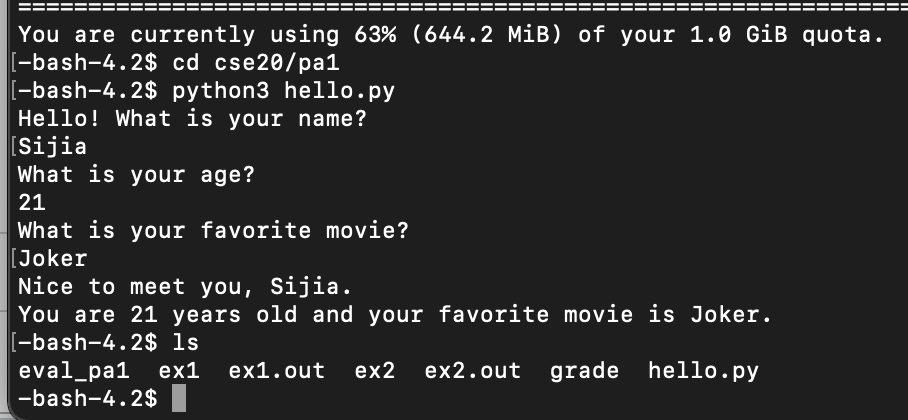 ================================================================================
You are currently using 63% (644.2 MiB) of your 1.0 GiB quota.
[-bash-4.2$ cd cse20/pa1
[-bash-4.2$ python3 hello.py
Hello! What is your name?
[Sijia
What is your age?
21
What is your favorite movie?
[Joker
Nice to meet you, Sijia.
You are 21 years old and your favorite movie is Joker.
[-bash-4.2$ ls
eval_pa1  ex1  ex1.out  ex2  ex2.out  grade  hello.py
-bash-4.2$